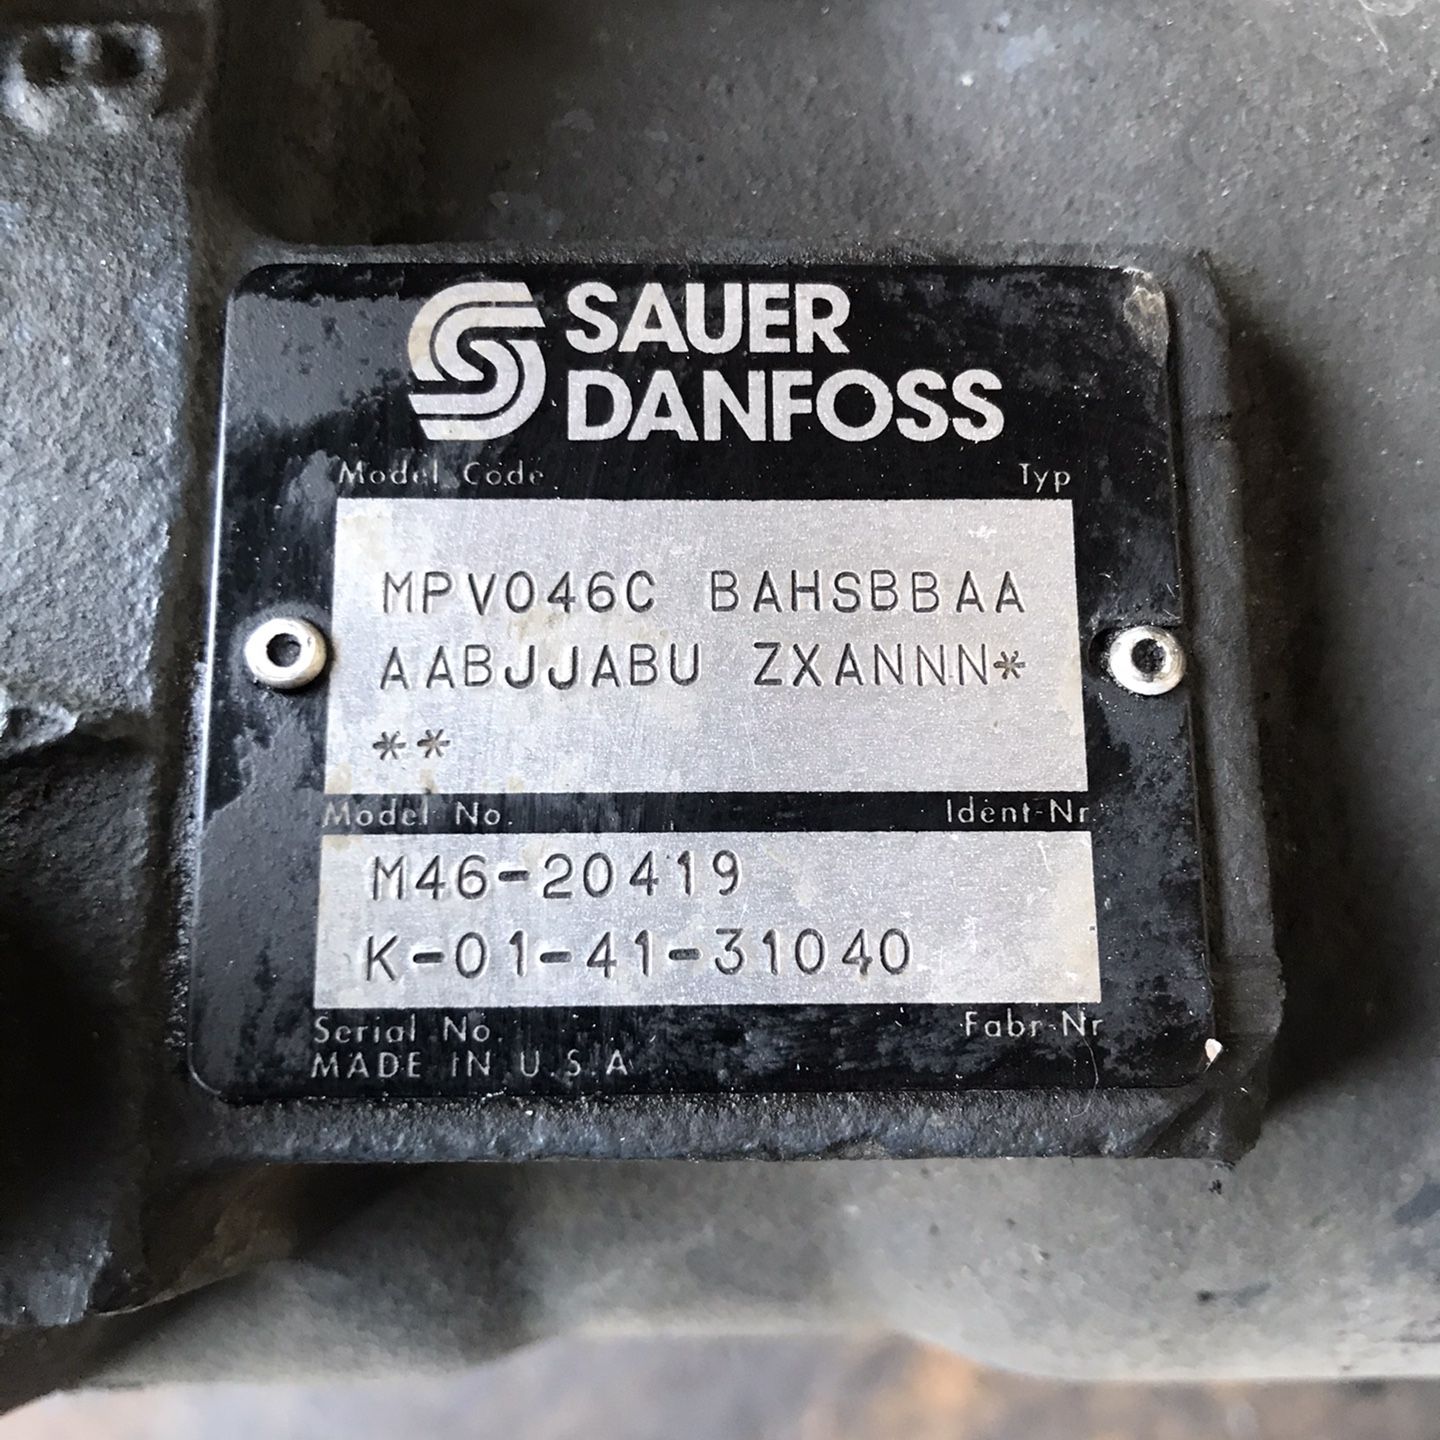 SAUER
DANFOSS
Model Code Typ
MPV046C BAHSBBAA
AABJJABU ZXANNN*
**
Model No. Ident-Nr
M46-20419
K-01-41-31040
Serial No. Fabr-Nr
MADE IN U.S.A